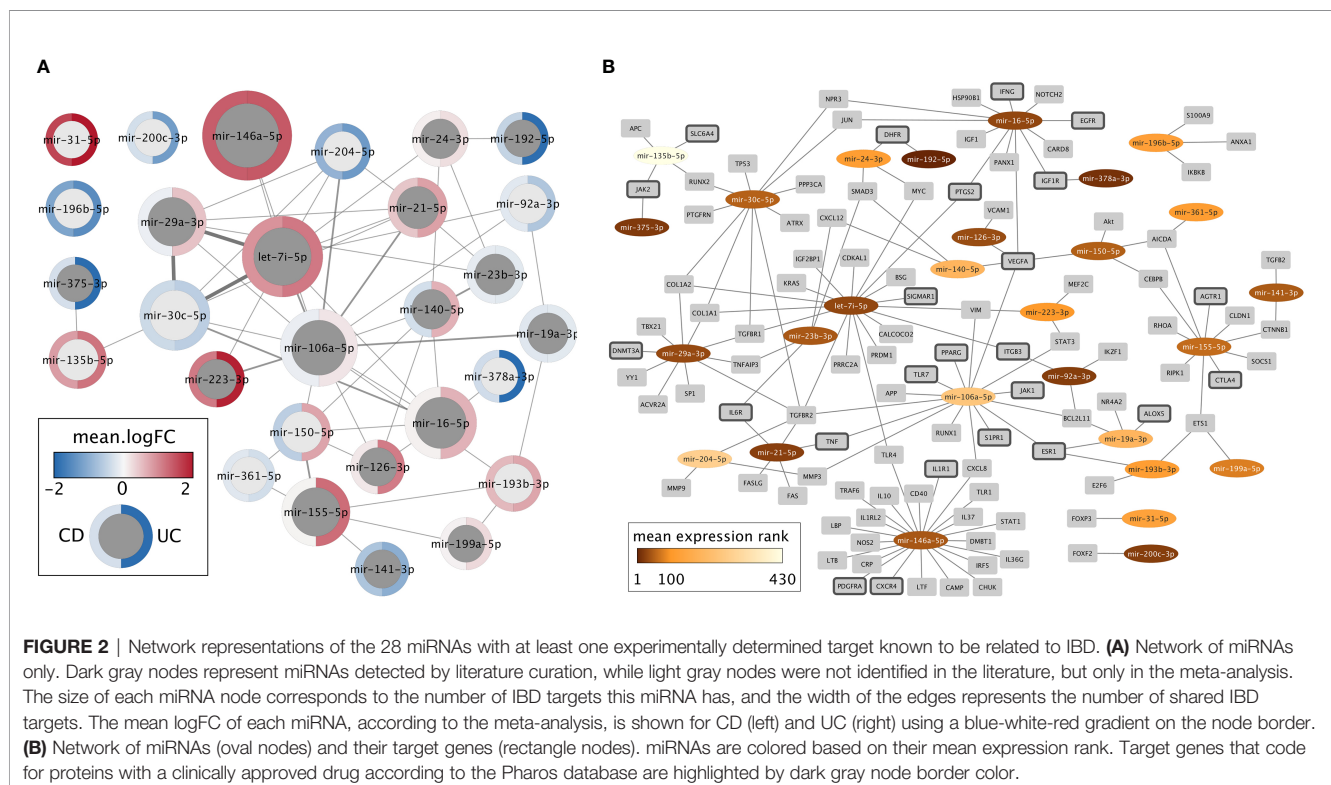 A
mir-31-5p
mir-200c-3p
mir-146a-5p
mir-204-5p
mir-24-3p
mir-192-5p
mir-196b-5p
mir-29a-3p
mir-21-5p
mir-92a-3p
let-7i-5p
mir-375-3p
mir-23b-3p
mir-30c-5p
mir-140-5p
mir-19a-3p
mir-135b-5p
mir-106a-5p
mir-223-3p
mir-378a-3p
mir-16-5p
mir-150-5p
mir-126-3p
mir-361-5p
mir-193b-3p
mir-155-5p
mir-199a-5p
mir-141-3p
mean.logFC
−2 0 2
CD UC
B
NPR3
HSP90B1
IFNG
NOTCH2
JUN
mir-16-5p
EGFR
APC
SLC6A4
DHFR
S100A9
mir-135b-5p
mir-24-3p
mir-192-5p
IGF1
CARD8
mir-196b-5p
ANXA1
TP53
PANX1
JAK2
RUNX2
PPP3CA
SMAD3
MYC
PTGS2
IGF1R
mir-378a-3p
IKBKB
mir-30c-5p
mir-375-3p
PTGFRN
ATRX
CXCL12
VCAM1
mir-361-5p
mir-126-3p
Akt
AICDA
IGF2BP1
CDKAL1
mir-140-5p
VEGFA
mir-150-5p
TGFB2
COL1A2
KRAS
BSG
SIGMAR1
MEF2C
CEBPB
mir-141-3p
let-7i-5p
AGTR1
COL1A1
VIM
mir-223-3p
TBX21
TGFBR1
mir-23b-3p
CALCOCO2
RHOA
CLDN1
CTNNB1
DNMT3A
mir-29a-3p
PRDM1
STAT3
mir-155-5p
YY1
TNFAIP3
PRRC2A
PPARG
ITGB3
IKZF1
SOCS1
TLR7
mir-92a-3p
RIPK1
CTLA4
SP1
ACVR2A
APP
mir-106a-5p
JAK1
NR4A2
ALOX5
IL6R
TGFBR2
BCL2L11
ETS1
RUNX1
S1PR1
mir-19a-3p
TNF
ESR1
mir-204-5p
mir-21-5p
TLR4
CXCL8
mir-193b-3p
mir-199a-5p
MMP3
IL1R1
MMP9
FASLG
FAS
E2F6
TRAF6
IL10
CD40
TLR1
IL1RL2
IL37
STAT1
FOXP3
mir-31-5p
LBP
NOS2
mir-146a-5p
DMBT1
IL36G
FOXF2
mir-200c-3p
LTB
CRP
IRF5
PDGFRA
CXCR4
LTF
CAMP
CHUK
mean expression rank
1 100 430
FIGURE 2 | Network representations of the 28 miRNAs with at least one experimentally determined target known to be related to IBD. (A) Network of miRNAs
only. Dark gray nodes represent miRNAs detected by literature curation, while light gray nodes were not identified in the literature, but only in the meta-analysis.
The size of each miRNA node corresponds to the number of IBD targets this miRNA has, and the width of the edges represents the number of shared IBD
targets. The mean logFC of each miRNA, according to the meta-analysis, is shown for CD (left) and UC (right) using a blue-white-red gradient on the node border.
(B) Network of miRNAs (oval nodes) and their target genes (rectangle nodes). miRNAs are colored based on their mean expression rank. Target genes that code
for proteins with a clinically approved drug according to the Pharos database are highlighted by dark gray node border color.